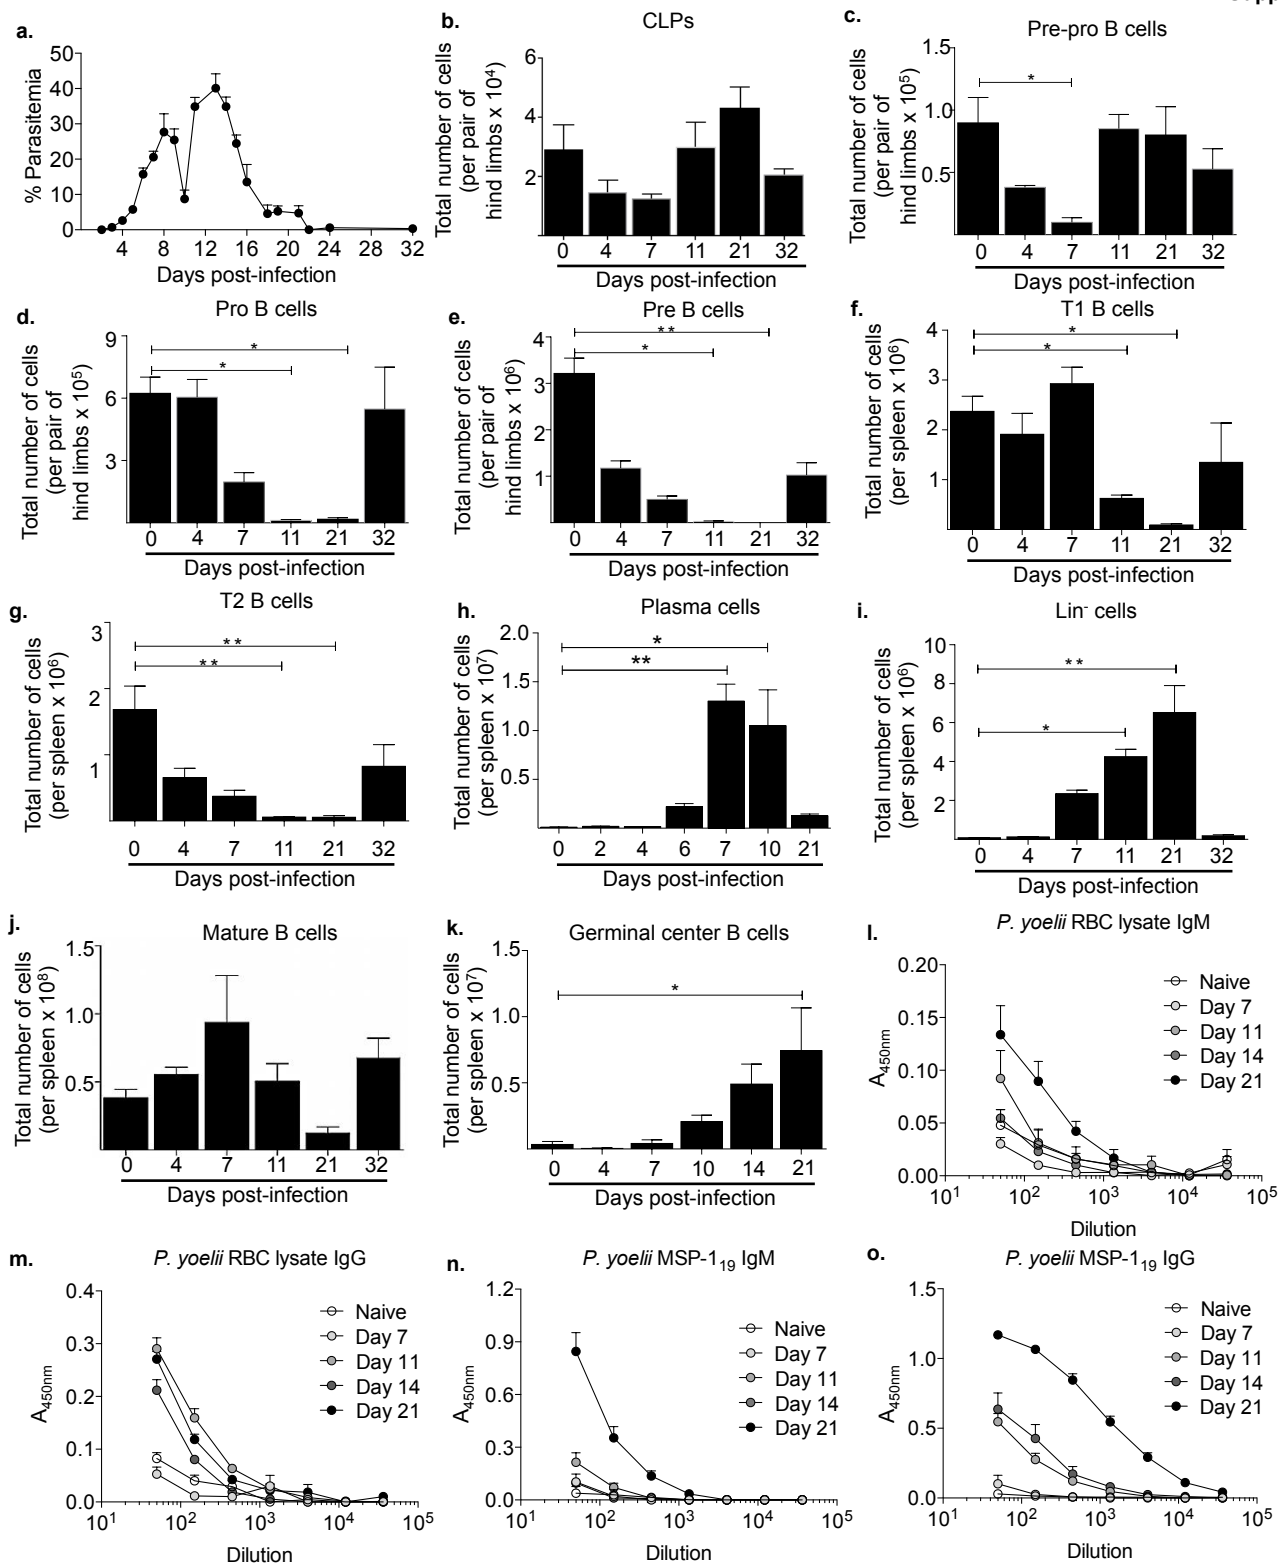 a.
50
40
30
20
10
0
% Parasitemia
4 8 12 16 20 24 28 32
Days post-infection
b.
CLPs
Total number of cells
(per pair of
hind limbs x 10⁴)
6
4
2
0 4 7 11 21 32
Days post-infection
c.
Pre-pro B cells
Total number of cells
(per pair of
hind limbs x 10⁵)
1.5
1.0
0.5
*
0 4 7 11 21 32
Days post-infection
d.
Pro B cells
Total number of cells
(per pair of
hind limbs x 10⁵)
9
6
3
*
*
0 4 7 11 21 32
Days post-infection
e.
Pre B cells
Total number of cells
(per pair of
hind limbs x 10⁶)
4
3
2
1
**
*
0 4 7 11 21 32
Days post-infection
f.
T1 B cells
Total number of cells
(per spleen x 10⁶)
4
3
2
1
*
*
0 4 7 11 21 32
Days post-infection
g.
T2 B cells
Total number of cells
(per spleen x 10⁶)
3
2
1
**
**
0 4 7 11 21 32
Days post-infection
h.
Plasma cells
Total number of cells
(per spleen x 10⁷)
2.0
1.5
1.0
0.5
*
**
0 2 4 6 7 10 21
Days post-infection
i.
Lin⁻ cells
Total number of cells
(per spleen x 10⁶)
10
8
6
4
2
**
*
0 4 7 11 21 32
Days post-infection
j.
Mature B cells
Total number of cells
(per spleen x 10⁸)
1.5
1.0
0.5
0 4 7 11 21 32
Days post-infection
k.
Germinal center B cells
Total number of cells
(per spleen x 10⁷)
1.5
1.0
0.5
*
0 4 7 10 14 21
Days post-infection
l.
P. yoelii RBC lysate IgM
A450nm
0.20
0.15
0.10
0.05
0.00
Naive
Day 7
Day 11
Day 14
Day 21
10¹ 10² 10³ 10⁴ 10⁵
Dilution
m.
P. yoelii RBC lysate IgG
A450nm
0.4
0.3
0.2
0.1
0.0
Naive
Day 7
Day 11
Day 14
Day 21
10¹ 10² 10³ 10⁴ 10⁵
Dilution
n.
P. yoelii MSP-1₁₉ IgM
A450nm
1.2
0.9
0.6
0.3
0.0
Naive
Day 7
Day 11
Day 14
Day 21
10¹ 10² 10³ 10⁴ 10⁵
Dilution
o.
P. yoelii MSP-1₁₉ IgG
A450nm
1.5
1.0
0.5
0.0
Naive
Day 7
Day 11
Day 14
Day 21
10¹ 10² 10³ 10⁴ 10⁵
Dilution